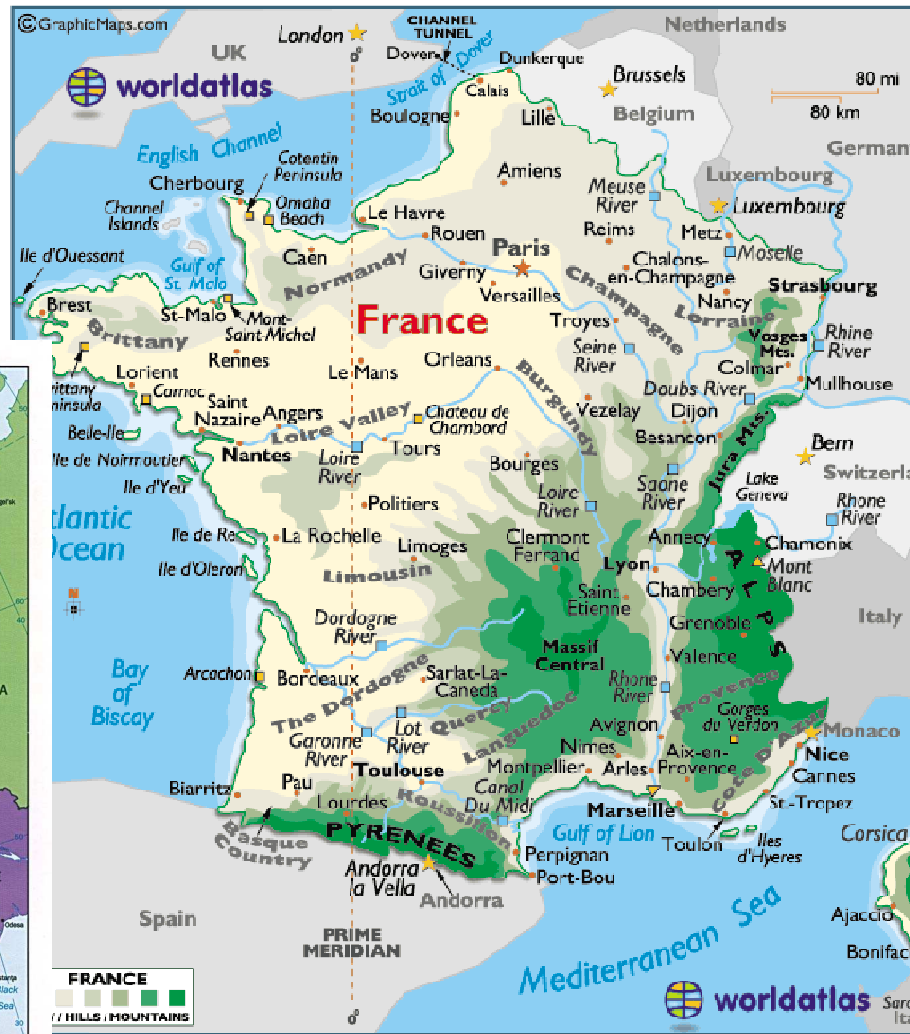 ©GraphicMaps.com
London
CHANNEL
TUNNEL
Netherlands
UK
0°
Dover
Strait of Dover
Dunkerque
Brussels
80 mi
80 km
worldatlas
Calais
Boulogne
Lille
Belgium
German
English Channel
Cotentin
Peninsula
Cherbourg
Amiens
Luxembourg
Meuse
River
Luxembourg
Channel
Islands
Omaha
Beach
Le Havre
Rouen
Paris
Reims
Metz
Moselle
Ile d'Ouessant
Gulf of
St. Malo
Caen
Normandy
Giverny
Versailles
Champagne
Chalons-
en-Champagne
Nancy
Strasbourg
Brest
St-Malo
Mont-
Saint-Michel
France
Troyes
Lorraine
Vosges
Mts.
Rhine
River
Brittany
Rennes
Le Mans
Orleans
Seine
River
Colmar
Mullhouse
Lorient
Carnac
rittany
ninsula
Saint
Nazaire
Angers
Loire Valley
Chateau de
Chambord
Burgundy
Vezelay
Doubs River
Dijon
Besancon
Jura Mts.
Bern
Switzerla
Belle-Ile
Ile de Noirmoutier
Nantes
Loire
River
Tours
Bourges
Saone
River
Lake
Geneva
Rhone
River
Ile d'Yeu
Politiers
Loire
River
tlantic
Ocean
Ile de Re
La Rochelle
Limoges
Clermont
Ferrand
Annecy
Chamonix
Ile d'Oleron
Limousin
Lyon
Mont
Blanc
Chambery
ALPS
Saint
Etienne
Italy
Dordogne
River
Grenoble
Massif
Central
Valence
Bay
of
Biscay
Arcachon
Bordeaux
The Dordogne
Sarlat-La-
Caneda
Rhone
River
Provence
Gorges
du Verdon
Lot
River
Quercy
Languedoc
Avignon
Cote D'Azur
Monaco
Garonne
River
Nimes
Aix-en-
Provence
Nice
Toulouse
Montpellier
Arles
Cannes
Biarritz
Pau
Lourdes
Canal
Du Midi
Roussillon
Marseille
St-Tropez
Basque
Country
PYRENEES
Gulf of Lion
Toulon
Iles
d'Hyeres
Corsica
Perpignan
Port-Bou
Andorra
la Vella
Andorra
Ajaccio
Spain
PRIME
MERIDIAN
Mediterranean Sea
Bonifac
FRANCE
/ HILLS / MOUNTAINS
0°
worldatlas
Sard
Ita
Odesa
Black
Sea